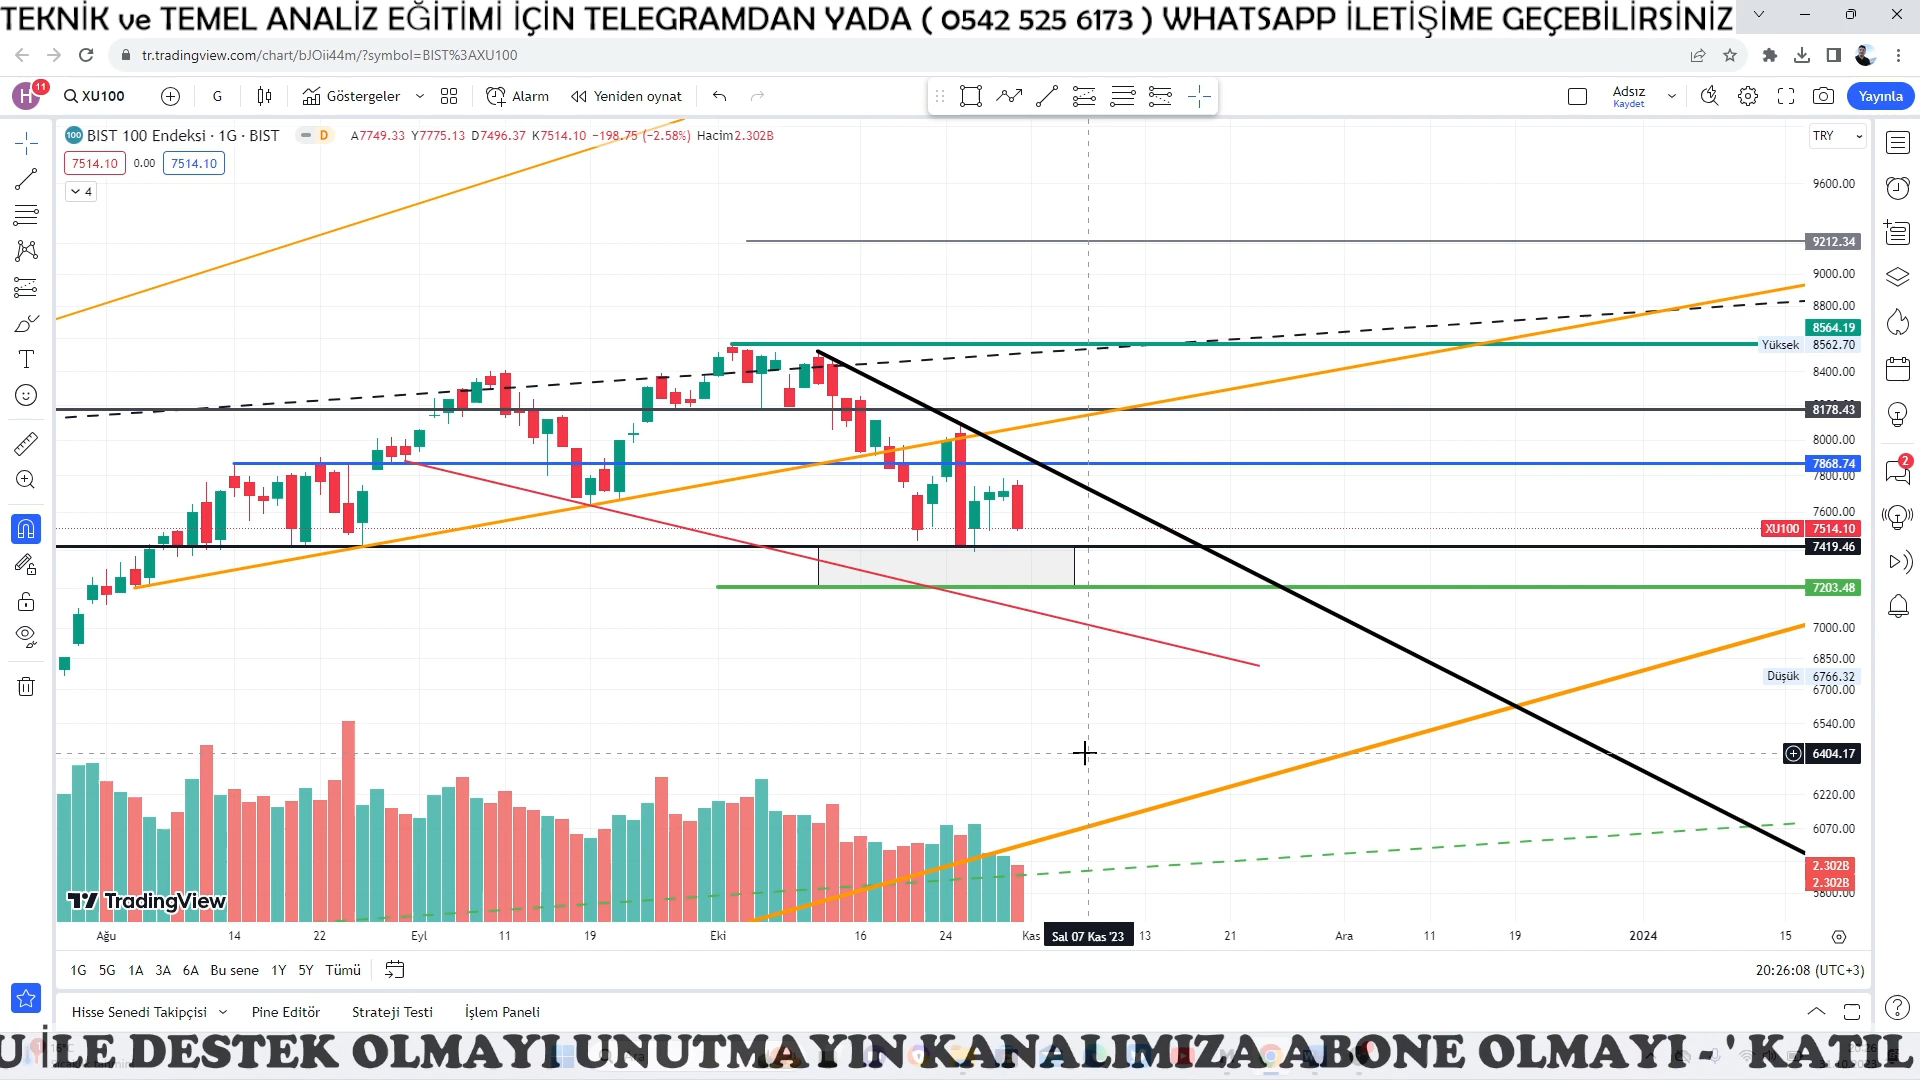 TEKNİK ve TEMEL ANALİZ EĞİTİMİ İÇİN TELEGRAMDAN YADA ( 0542 525 6173 ) WHATSAPP İLETİŞİME GEÇEBİLİRSİNİZ
tr.tradingview.com/chart/bJOii44m/?symbol=BIST%3AXU100
H 11 XU100 G Göstergeler Alarm Yeniden oynat Adsız Kaydet Yayınla
100 BIST 100 Endeksi · 1G · BIST D A7749.33 Y7775.13 D7496.37 K7514.10 −198.75 (−2.58%) Hacim2.302B TRY
7514.10 0.00 7514.10
4
9600.00
9212.34
9000.00
8800.00
8564.19
Yüksek 8562.70
8400.00
8178.43
8000.00
7868.74
7800.00
7600.00
XU100 7514.10
7419.46
7203.48
7000.00
6850.00
Düşük 6766.32
6700.00
6540.00
6404.17
6220.00
6070.00
2.302B
2.302B
5800.00
2
TradingView
Ağu 14 22 Eyl 11 19 Eki 16 24 Kas Sal 07 Kas '23 13 21 Ara 11 19 2024 15
1G 5G 1A 3A 6A Bu sene 1Y 5Y Tümü 20:26:08 (UTC+3)
Hisse Senedi Takipçisi Pine Editör Strateji Testi İşlem Paneli
U İLE DESTEK OLMAYI UNUTMAYIN KANALIMIZA ABONE OLMAYI -' KATIL